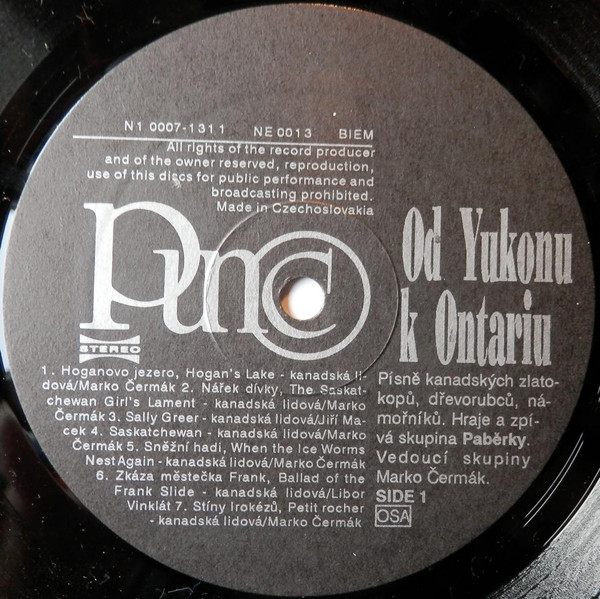 N1 0007-1311 NE 0013 BIEM
All rights of the record producer
and of the owner reserved, reproduction,
use of this discs for public performance and
broadcasting prohibited.
Made in Czechoslovakia
Punc
STEREO
Od Yukonu
k Ontariu
1. Hoganovo jezero, Hogan's Lake - kanadská li-
dová/Marko Čermák 2. Nářek dívky, The Saskat-
chewan Girl's Lament - kanadská lidová/Marko
Čermák 3. Sally Greer - kanadská lidová/Jiří Ma-
cek 4. Saskatchewan - kanadská lidová/Marko
Čermák 5. Sněžní hadi, When the Ice Worms
Nest Again - kanadská lidová/Marko Čermák
6. Zkáza městečka Frank, Ballad of the
Frank Slide - kanadská lidová/Libor
Vinklát 7. Stíny Irokézů, Petit rocher
- kanadská lidová/Marko Čermák
Písně kanadských zlato-
kopů, dřevorubců, ná-
mořníků. Hraje a zpí-
vá skupina Paběrky.
Vedoucí skupiny
Marko Čermák.
SIDE 1
OSA